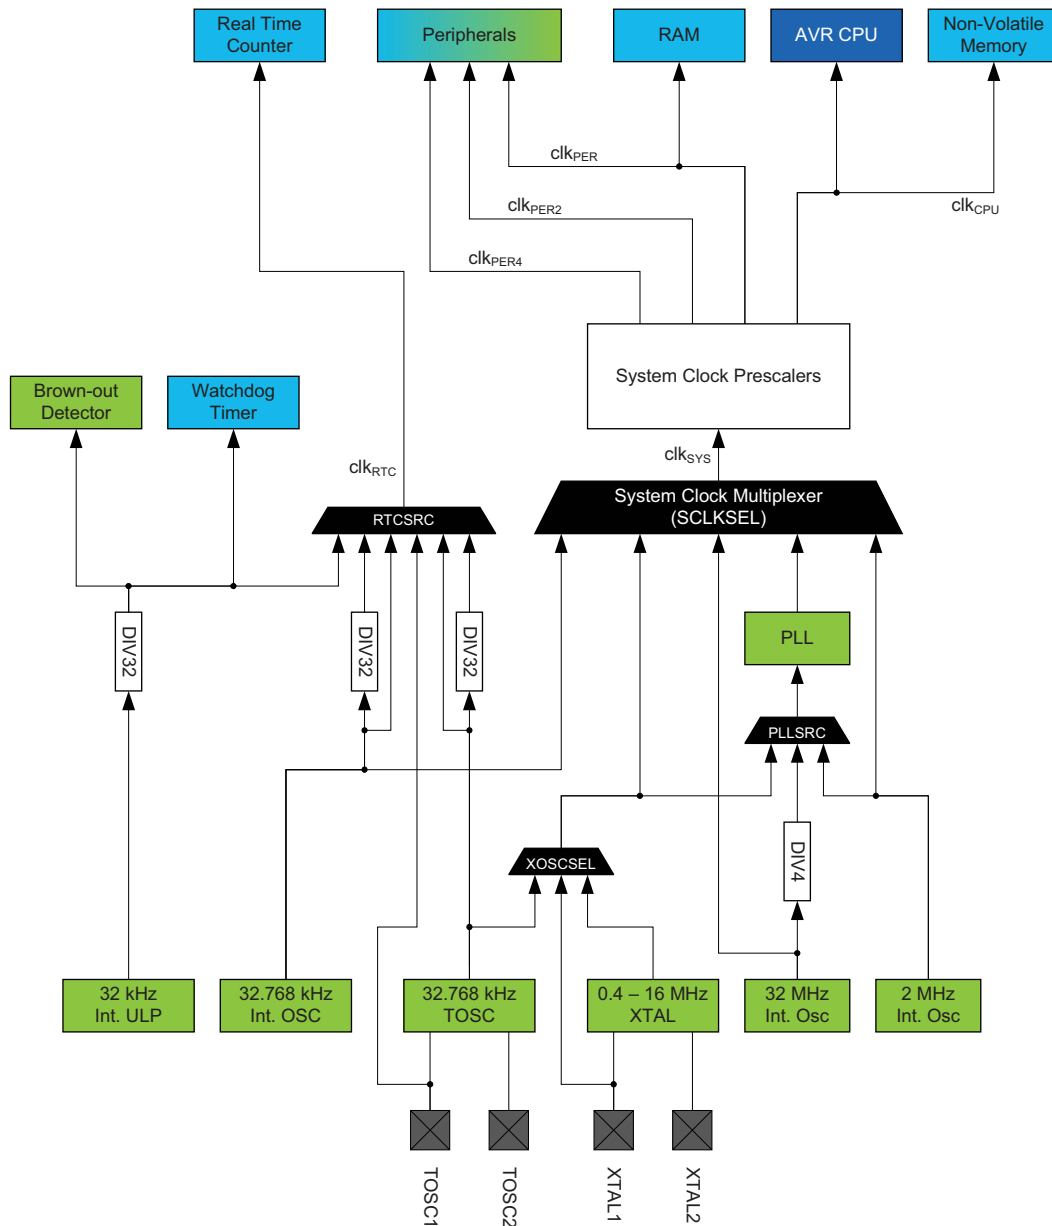 Real Time
Counter
Peripherals
RAM
AVR CPU
Non-Volatile
Memory
clkPER
clkPER2
clkCPU
clkPER4
System Clock Prescalers
Brown-out
Detector
Watchdog
Timer
clkRTC
clkSYS
System Clock Multiplexer
(SCLKSEL)
RTCSRC
DIV32
DIV32
DIV32
PLL
PLLSRC
XOSCSEL
DIV4
32 kHz
Int. ULP
32.768 kHz
Int. OSC
32.768 kHz
TOSC
0.4 – 16 MHz
XTAL
32 MHz
Int. Osc
2 MHz
Int. Osc
TOSC1
TOSC2
XTAL1
XTAL2